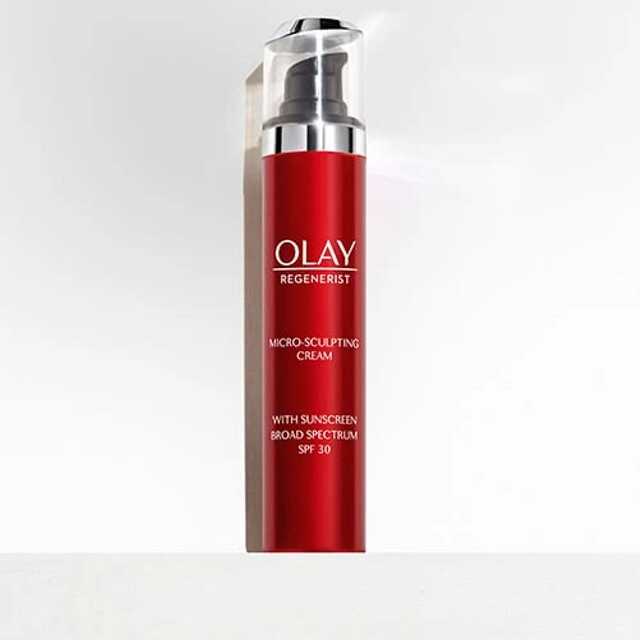 OLAY
REGENERIST
MICRO-SCULPTING
CREAM
WITH SUNSCREEN
BROAD SPECTRUM
SPF 30